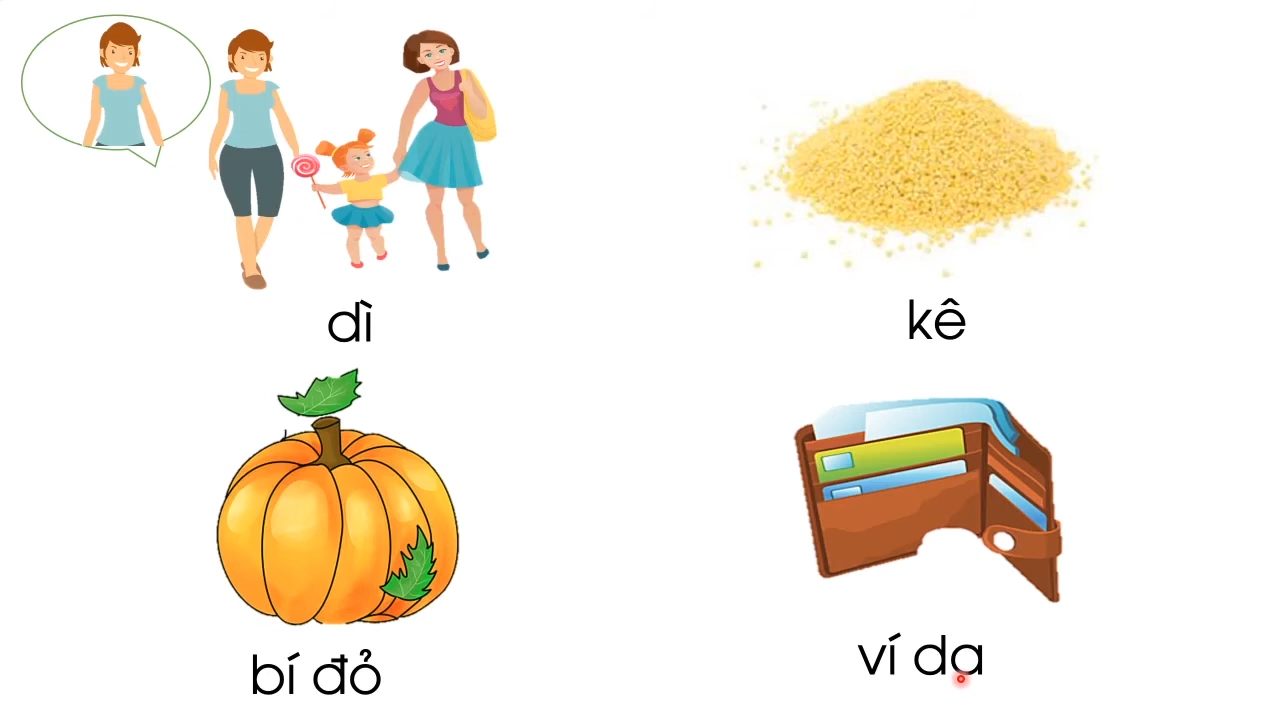 dì
kê
bí đỏ
ví da